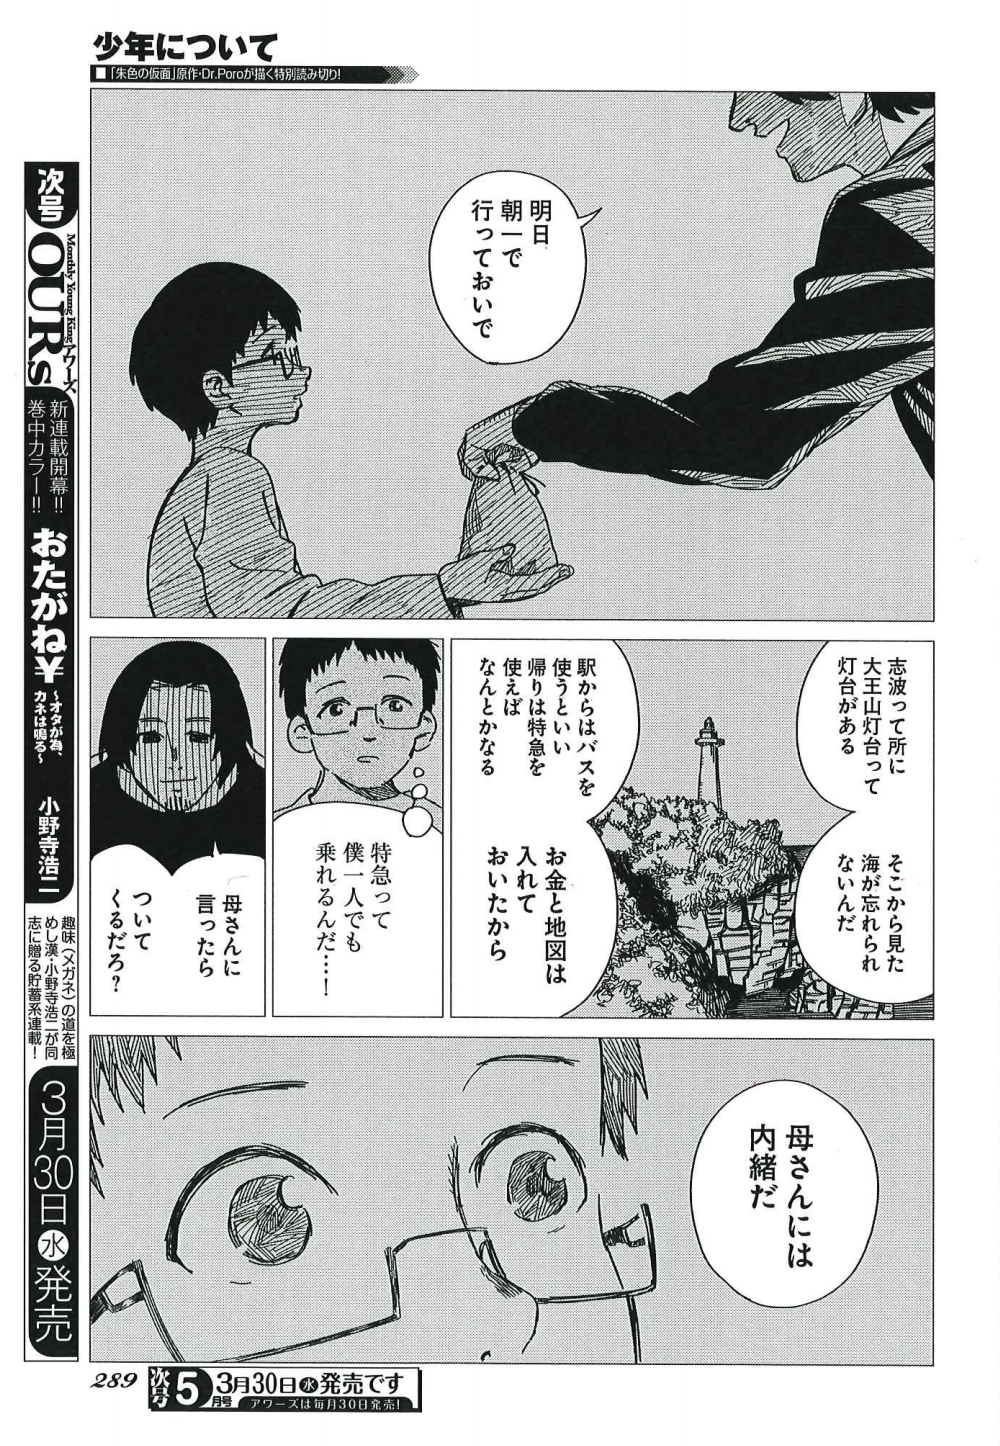 少年について
■「朱色の仮面」原作・Dr.Poroが描く特別読み切り!
明日
朝一で
行っておいで
志波って所に
大王山灯台って
灯台がある
そこから見た
海が忘れられ
ないんだ
駅からはバスを
使うといい
帰りは特急を
使えば
なんとかなる
お金と地図は
入れて
おいたから
特急って
僕一人でも
乗れるんだ…!
母さんに
言ったら
ついて
くるだろ?
母さんには
内緒だ
次号
Monthly Young King アワーズ
OURs
新連載開幕!!
巻中カラー!!
おたがね¥
～オタが為、
カネは鳴る～
小野寺浩二
趣味(メガネ)の道を極
めし漢・小野寺浩二が同
志に贈る貯蓄系連載!
3月30日水発売
289
次号
5月号
3月30日水発売です
アワーズは毎月30日発売!